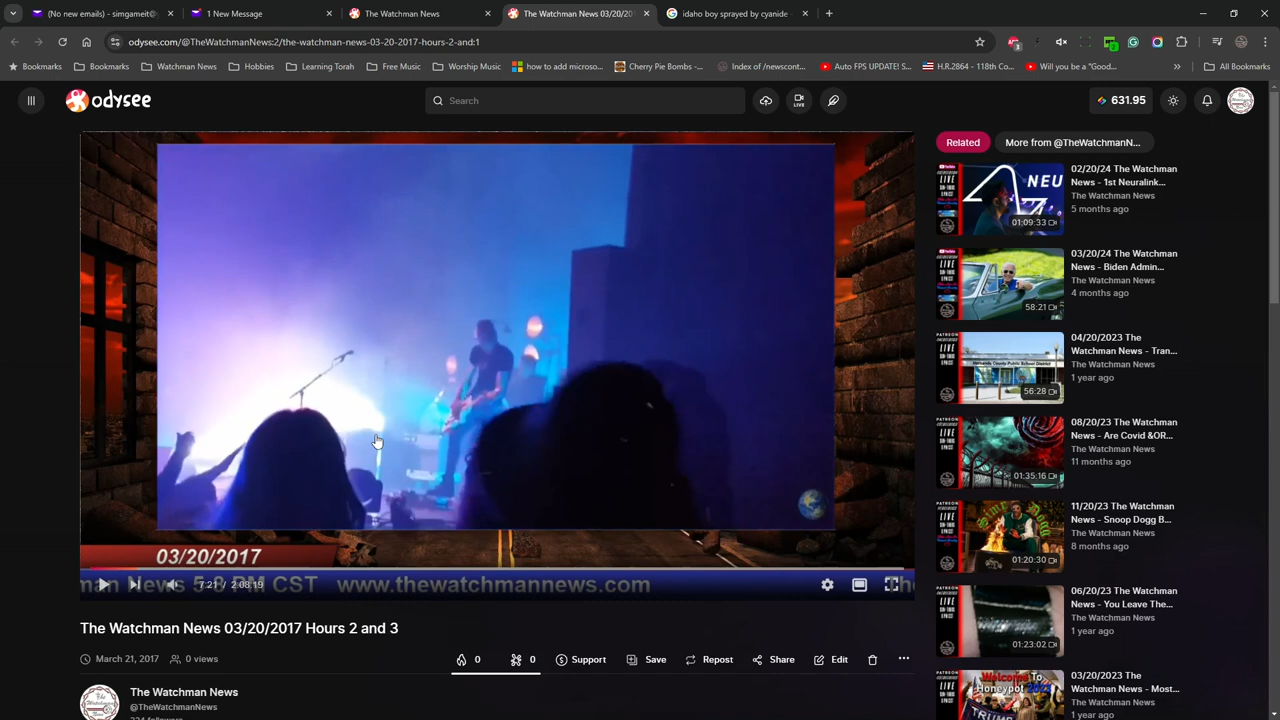 (No new emails) - simgameit@
1 New Message
The Watchman News
The Watchman News 03/20/20
idaho boy sprayed by cyanide -
odysee.com/@TheWatchmanNews:2/the-watchman-news-03-20-2017-hours-2-and:1
Bookmarks
Bookmarks
Watchman News
Hobbies
Learning Torah
Free Music
Worship Music
how to add microso...
Cherry Pie Bombs -...
Index of /newscont...
Auto FPS UPDATE! S...
H.R.2864 - 118th Co...
Will you be a "Good...
»
All Bookmarks
odysee
Search
LIVE
631.95
Related
More from @TheWatchmanN...
NEU
01:09:33
02/20/24 The Watchman
News - 1st Neuralink...
The Watchman News
5 months ago
58:21
03/20/24 The Watchman
News - Biden Admin...
The Watchman News
4 months ago
56:28
04/20/2023 The
Watchman News - Tran...
The Watchman News
1 year ago
01:35:16
08/20/23 The Watchman
News - Are Covid &OR...
The Watchman News
11 months ago
01:20:30
11/20/23 The Watchman
News - Snoop Dogg B...
The Watchman News
8 months ago
01:23:02
06/20/23 The Watchman
News - You Leave The...
The Watchman News
1 year ago
Welcome To
Honeypot 2023
TRUMP
03/20/2023 The
Watchman News - Most...
The Watchman News
1 year ago
03/20/2017
man News 5-8 CST www.thewatchmannews.com
7:21 / 2:08:19
The Watchman News 03/20/2017 Hours 2 and 3
March 21, 2017
0 views
0
0
Support
Save
Repost
Share
Edit
The Watchman News
@TheWatchmanNews